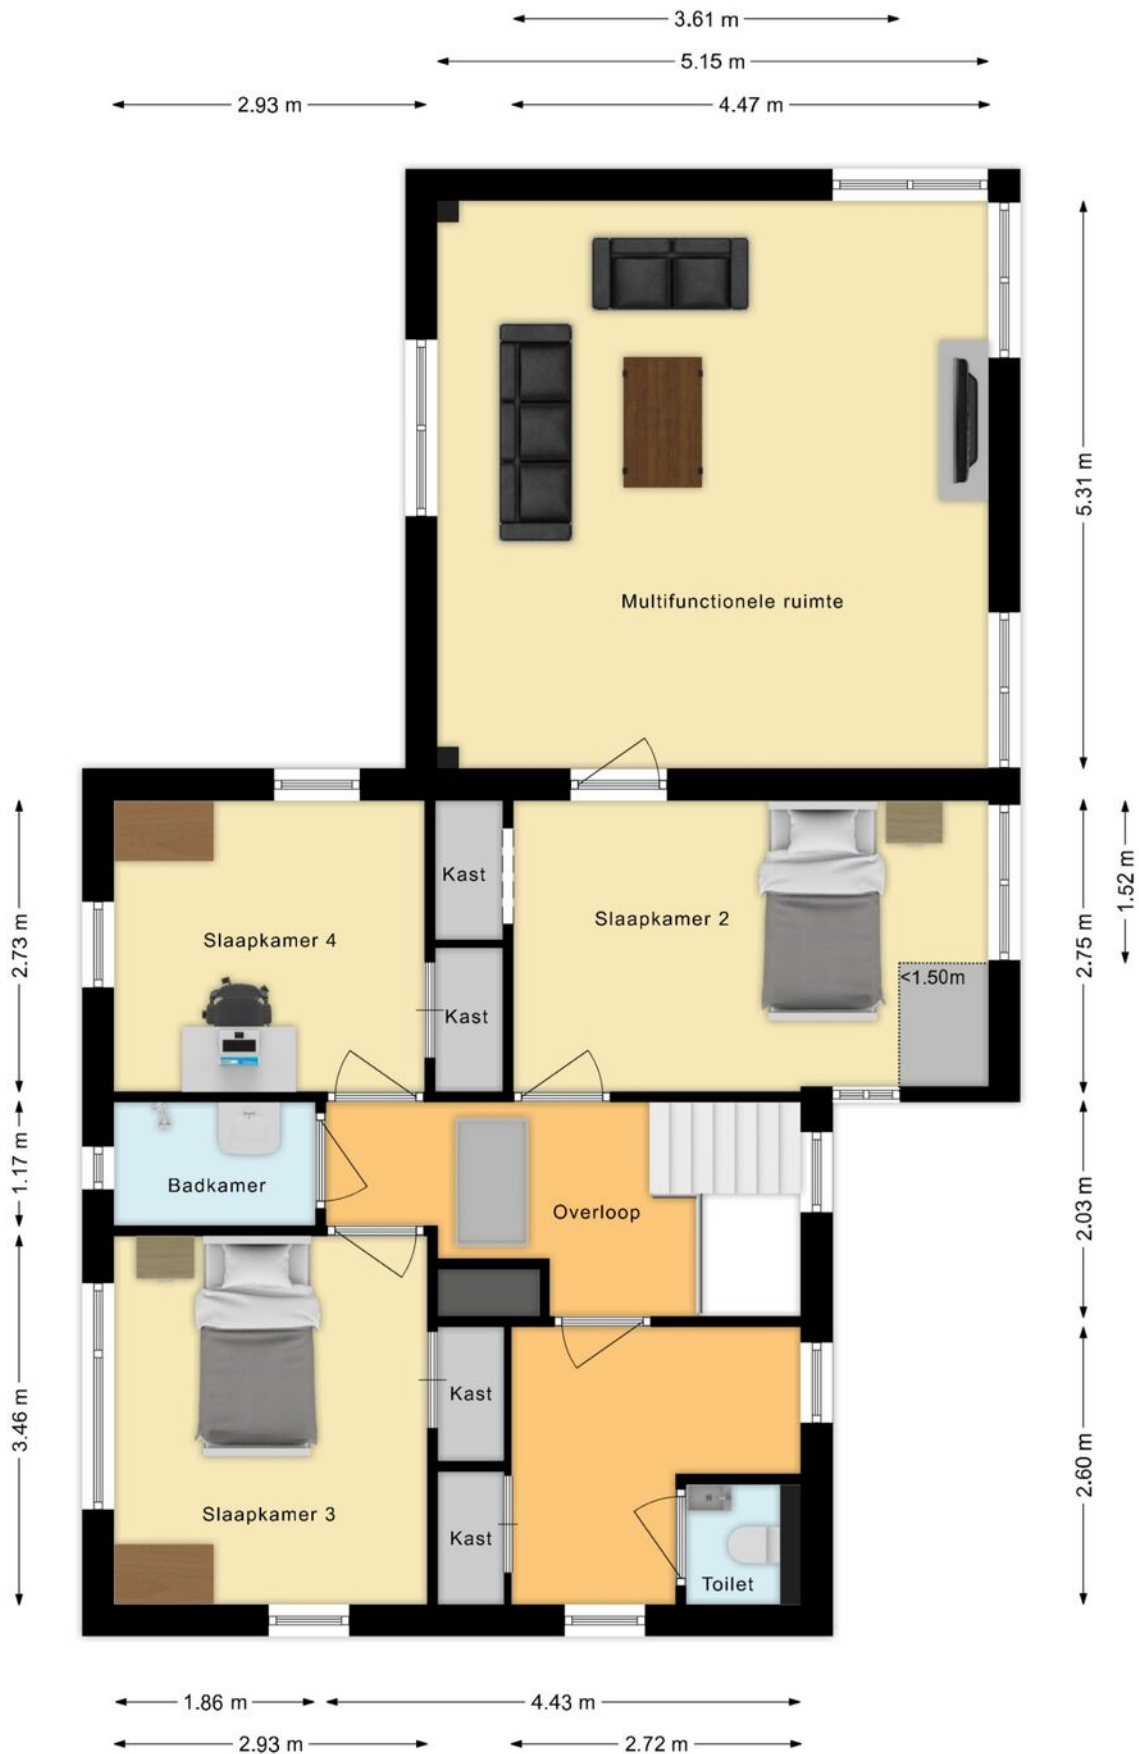 3.61 m
5.15 m
2.93 m
4.47 m
5.31 m
Multifunctionele ruimte
Kast
Slaapkamer 2
Slaapkamer 4
2.73 m
2.75 m
1.52 m
<1.50m
Kast
1.17 m
Badkamer
Overloop
2.03 m
Kast
3.46 m
2.60 m
Slaapkamer 3
Kast
Toilet
1.86 m
4.43 m
2.93 m
2.72 m